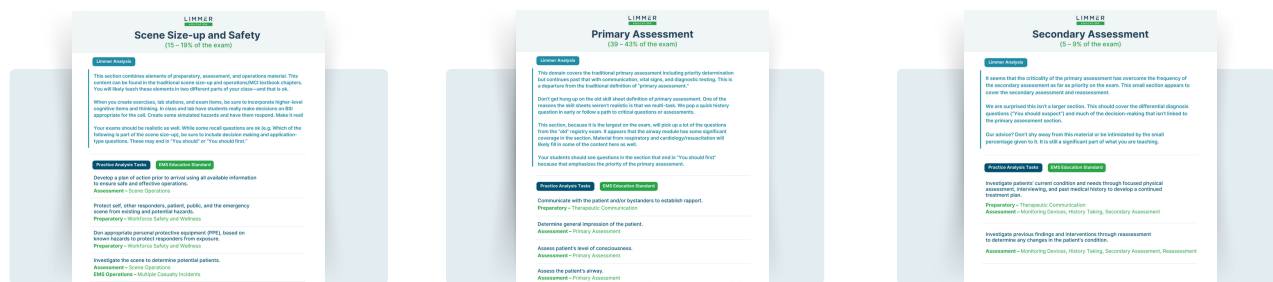 LIMMER
EDUCATION
Scene Size-up and Safety
(15 – 19% of the exam)
Limmer Analysis
This section combines elements of preparatory, assessment, and operations material. This
content can be found in the traditional scene size-up and operations/MCI textbook chapters.
You will likely teach these elements in two different domains on the exam—and that is ok.
When you create exercises, lab stations, and exam items, be sure to incorporate higher-level
cognitive items and thinking. In class and lab have students really make decisions on BSI
appropriate for the call. Create some simulated hazards and have them respond. Make it real!
Your exams should be realistic as well. While some recall questions are ok (e.g. Which of the
following is part of the scene size-up), be sure to include decision making and application-
type questions. These may end in "You should" or "You should first."
Practice Analysis Tasks
EMS Education Standard
Develop a plan of action prior to arrival using all available information
to ensure safe and effective operations.
Assessment – Scene Operations
Protect self, other responders, patient, public, and the emergency
scene from existing and potential hazards.
Preparatory – Workforce Safety and Wellness
Don appropriate personal protective equipment (PPE), based on
known hazards to protect responders from exposure.
Preparatory – Workforce Safety and Wellness
Investigate the scene to determine potential patients.
Assessment – Scene Operations
EMS Operations – Multiple Casualty Incidents
LIMMER
EDUCATION
Primary Assessment
(39 – 43% of the exam)
Limmer Analysis
This domain covers the traditional primary assessment including priority determination
but continues past that with communication, vital signs, and diagnostic testing. This is
a departure from the traditional definition of "primary assessment."
Don't get hung up on the old skill sheet definition of primary assessment. One of the
reasons the skill sheets weren't realistic is that we multi-task. We pop a quick history
question in early or follow a path to critical questions or assessments.
This section, because it is the largest on the exam, will pick up a lot of the questions
from the "old" registry exam. It appears that the airway module has some significant
coverage in the section. Material from respiratory and cardiology/resuscitation will
likely fill in some of the content here as well.
Your students should see questions in the section that end in "You should first"
because that emphasizes the priority of the primary assessment.
Practice Analysis Tasks
EMS Education Standard
Communicate with the patient and/or bystanders to establish rapport.
Preparatory – Therapeutic Communication
Determine general impression of the patient.
Assessment – Primary Assessment
Assess patient's level of consciousness.
Assessment – Primary Assessment
Assess the patient's airway.
Assessment – Primary Assessment
LIMMER
EDUCATION
Secondary Assessment
(5 – 9% of the exam)
Limmer Analysis
It seems that the criticality of the primary assessment has overcome the frequency of
the secondary assessment as far as priority on the exam. This small section appears to
cover the secondary assessment and reassessment.
We are surprised this isn't a larger section. This should cover the differential diagnosis
questions ("You should suspect") and much of the decision-making that isn't linked to
the primary assessment section.
Our advice? Don't shy away from this material or be intimidated by the small
percentage given to it. It is still a significant part of what you are teaching.
Practice Analysis Tasks
EMS Education Standard
Investigate patients' current condition and needs through focused physical
assessment, interviewing, and past medical history to develop a continued
treatment plan.
Preparatory – Therapeutic Communication
Assessment – Monitoring Devices, History Taking, Secondary Assessment
Investigate previous findings and interventions through reassessment
to determine any changes in the patient's condition.
Assessment – Monitoring Devices, History Taking, Secondary Assessment, Reassessment